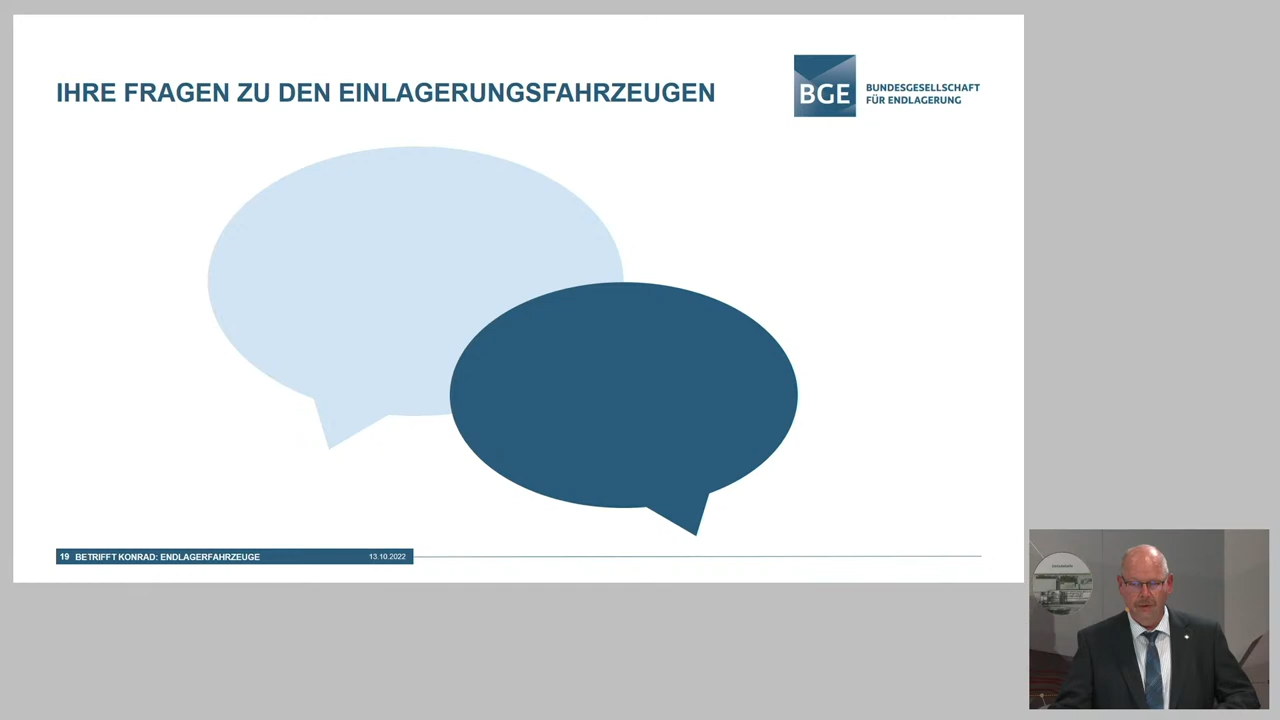 IHRE FRAGEN ZU DEN EINLAGERUNGSFAHRZEUGEN
BGE
BUNDESGESELLSCHAFT
FÜR ENDLAGERUNG
19 BETRIFFT KONRAD: ENDLAGERFAHRZEUGE 13.10.2022